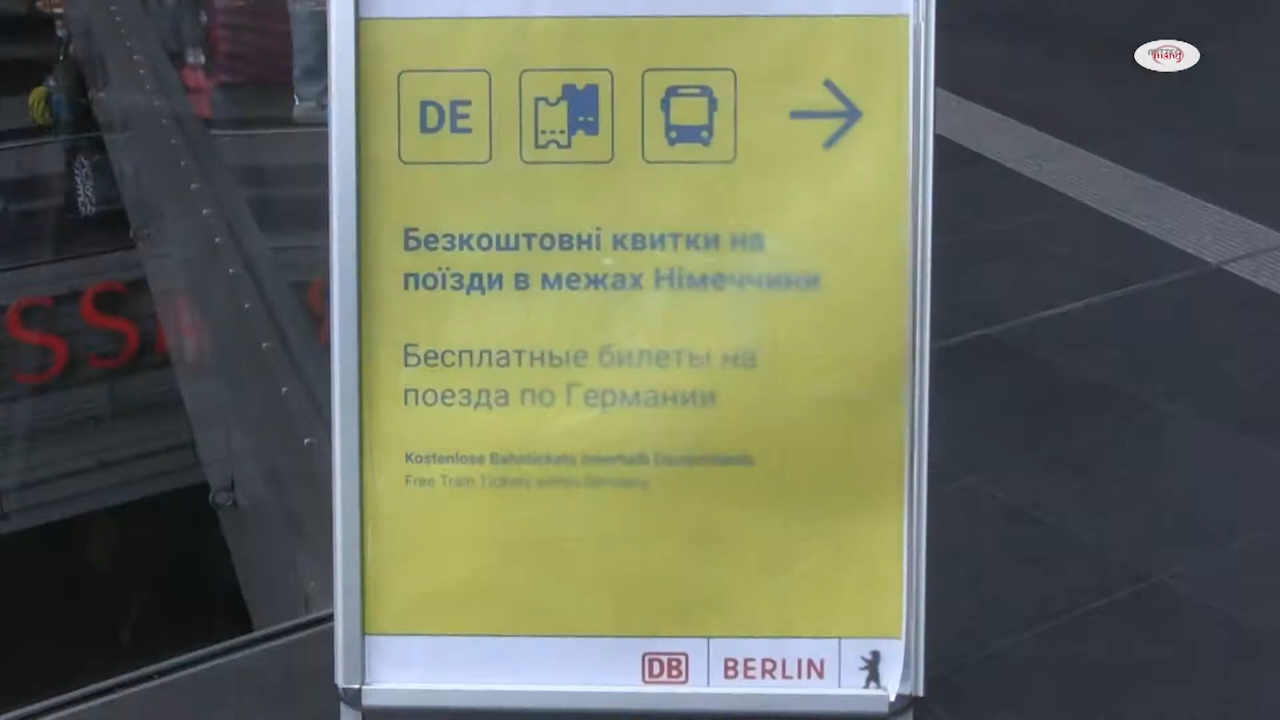 DE
Безкоштовні квитки на
поїзди в межах Німеччини
Бесплатные билеты на
поезда по Германии
Kostenlose Bahntickets innerhalb Deutschlands
Free Train Tickets within Germany
DB
BERLIN